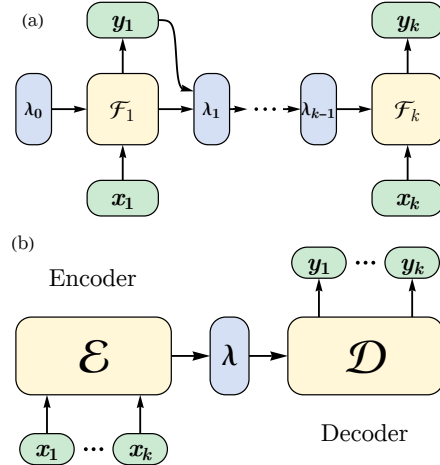 (a)
y₁ yₖ
λ₀ ℱ₁ λ₁ ··· λₖ₋₁ ℱₖ
x₁ xₖ
(b)
Encoder
y₁ ··· yₖ
ℰ λ 𝒟
x₁ ··· xₖ
Decoder